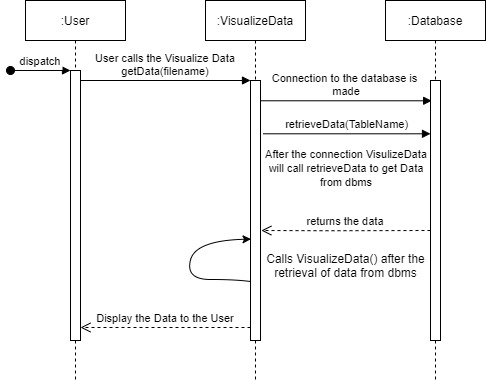 :User
:VisualizeData
:Database
dispatch
User calls the Visualize Data
getData(filename)
Connection to the database is
made
retrieveData(TableName)
After the connection VisulizeData
will call retrieveData to get Data
from dbms
returns the data
Calls VisualizeData() after the
retrieval of data from dbms
Display the Data to the User